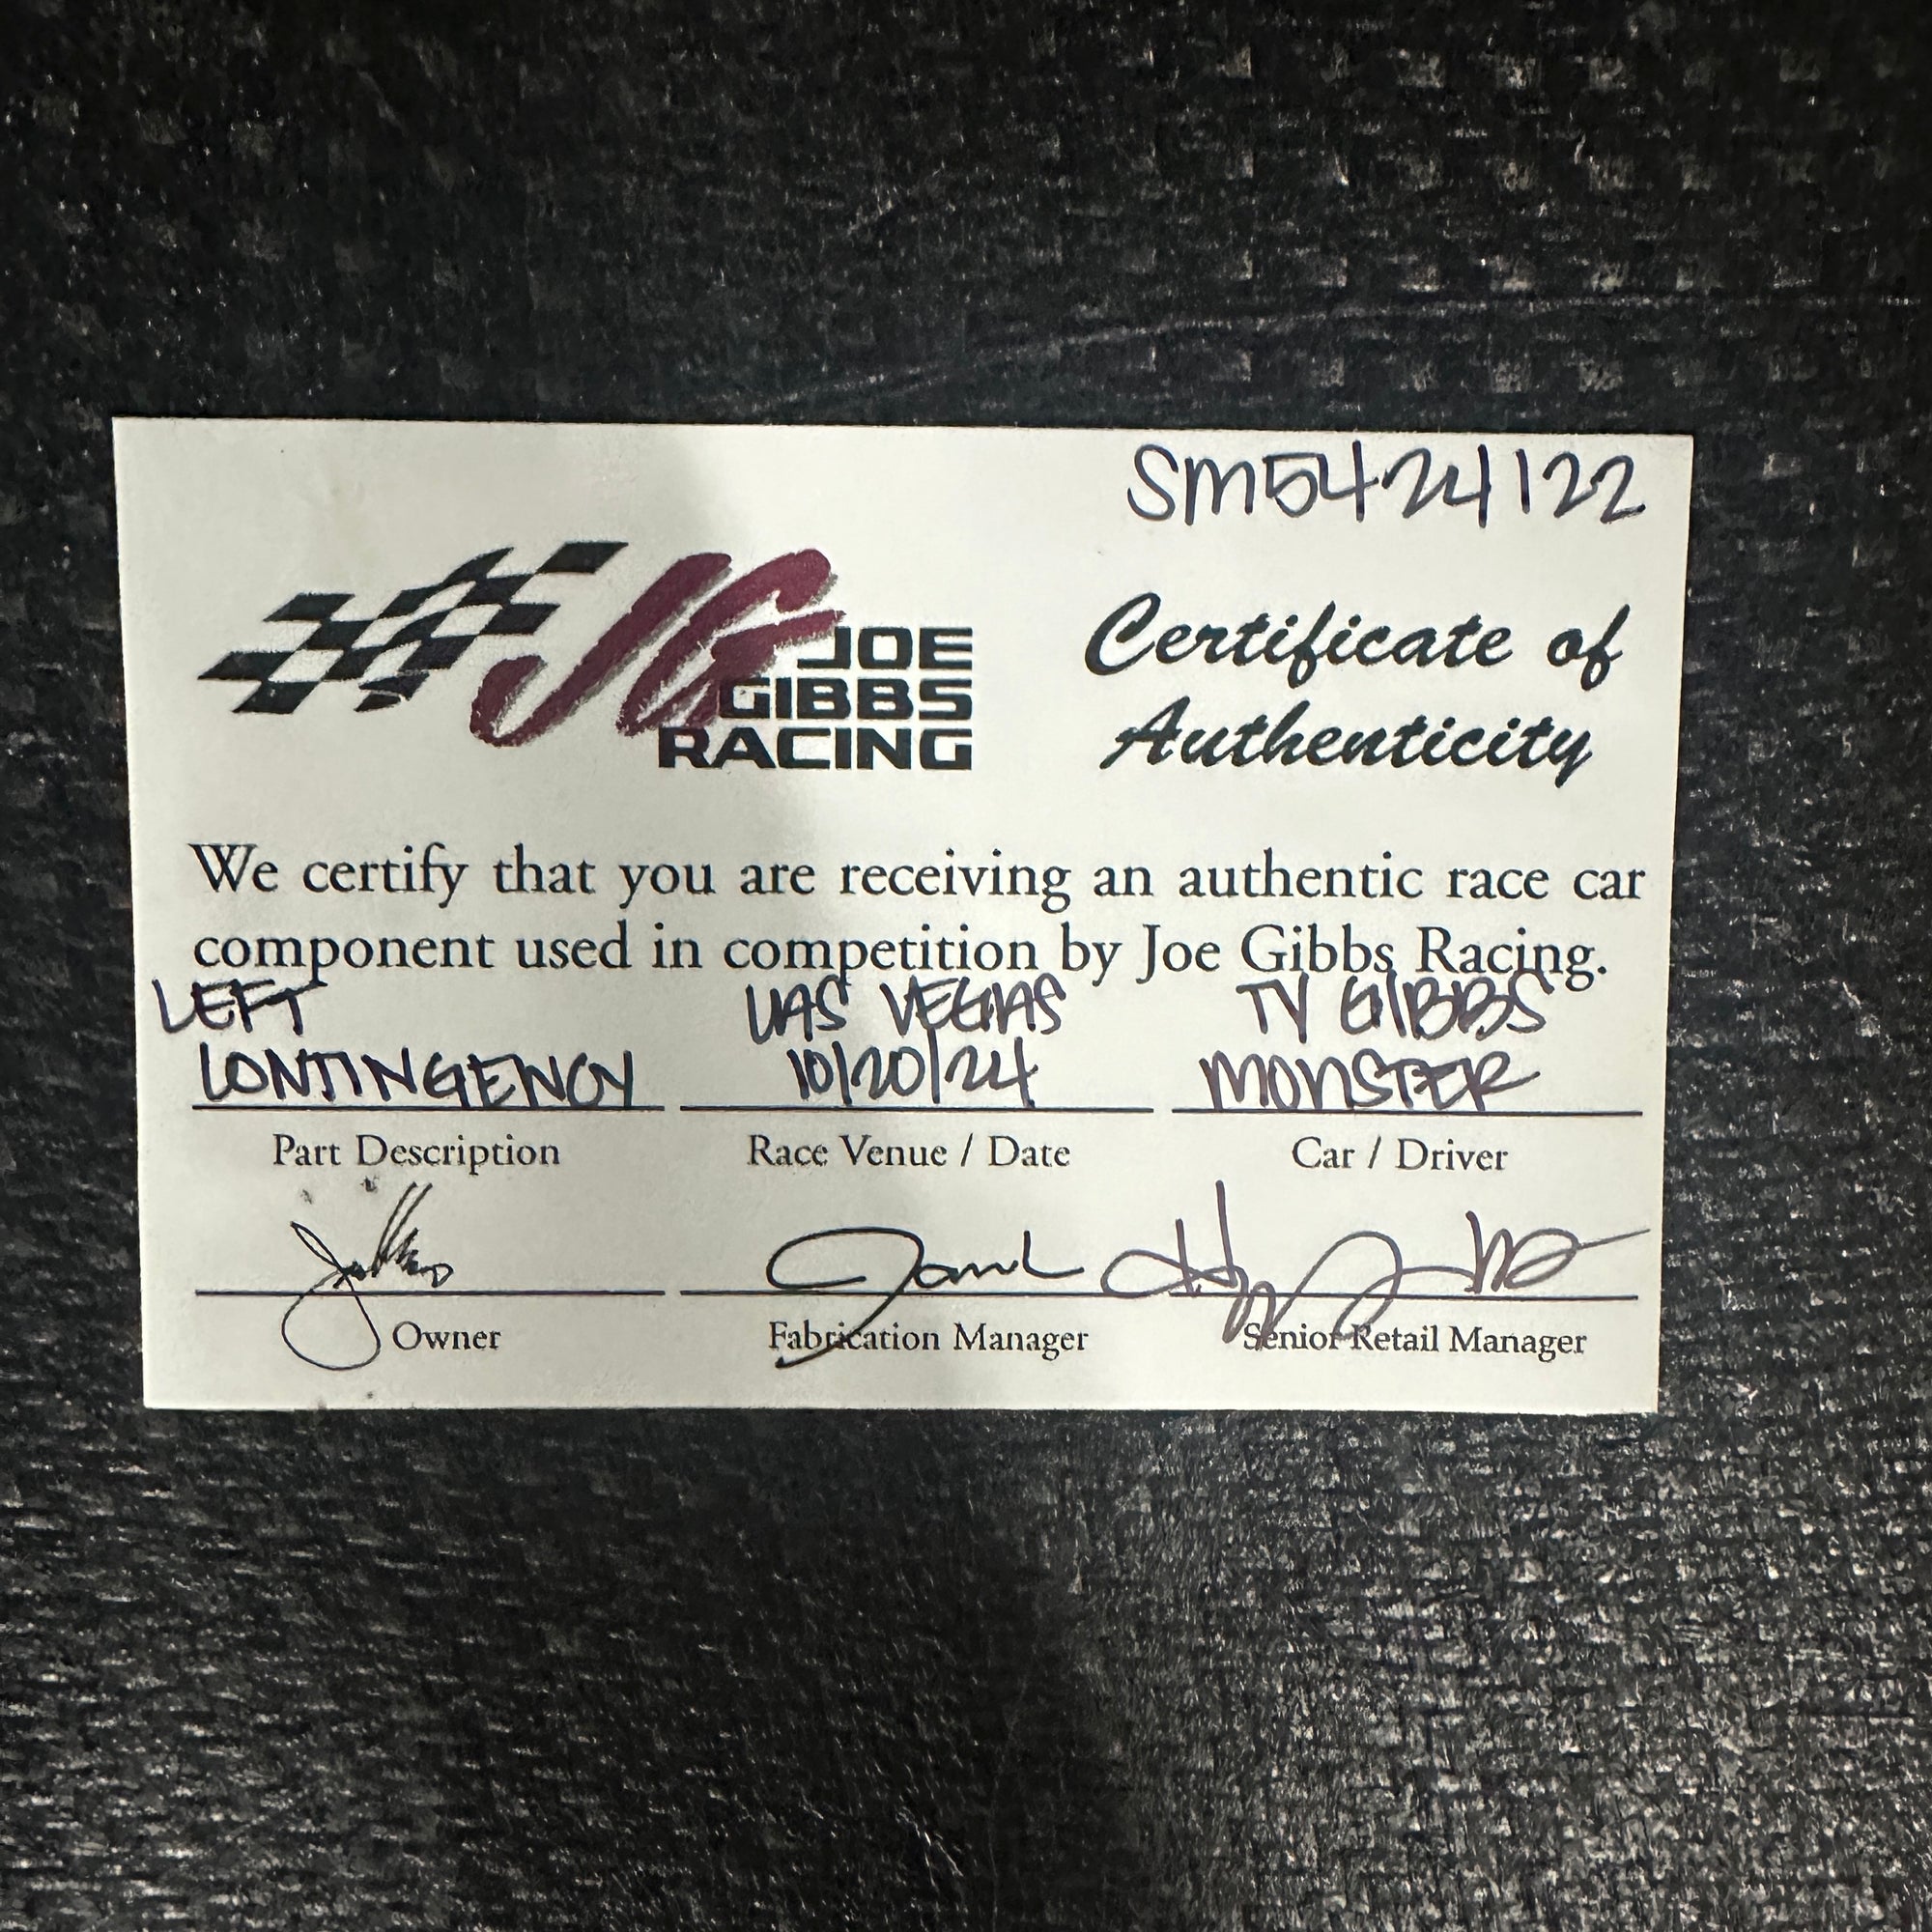 SM5424122
JG JOE
GIBBS
RACING
Certificate of
Authenticity
We certify that you are receiving an authentic race car
component used in competition by Joe Gibbs Racing.
LEFT
CONTINGENCY
Part Description
LAS VEGAS
10/20/24
Race Venue / Date
TY GIBBS
MONSTER
Car / Driver
Owner
Fabrication Manager
Senior Retail Manager